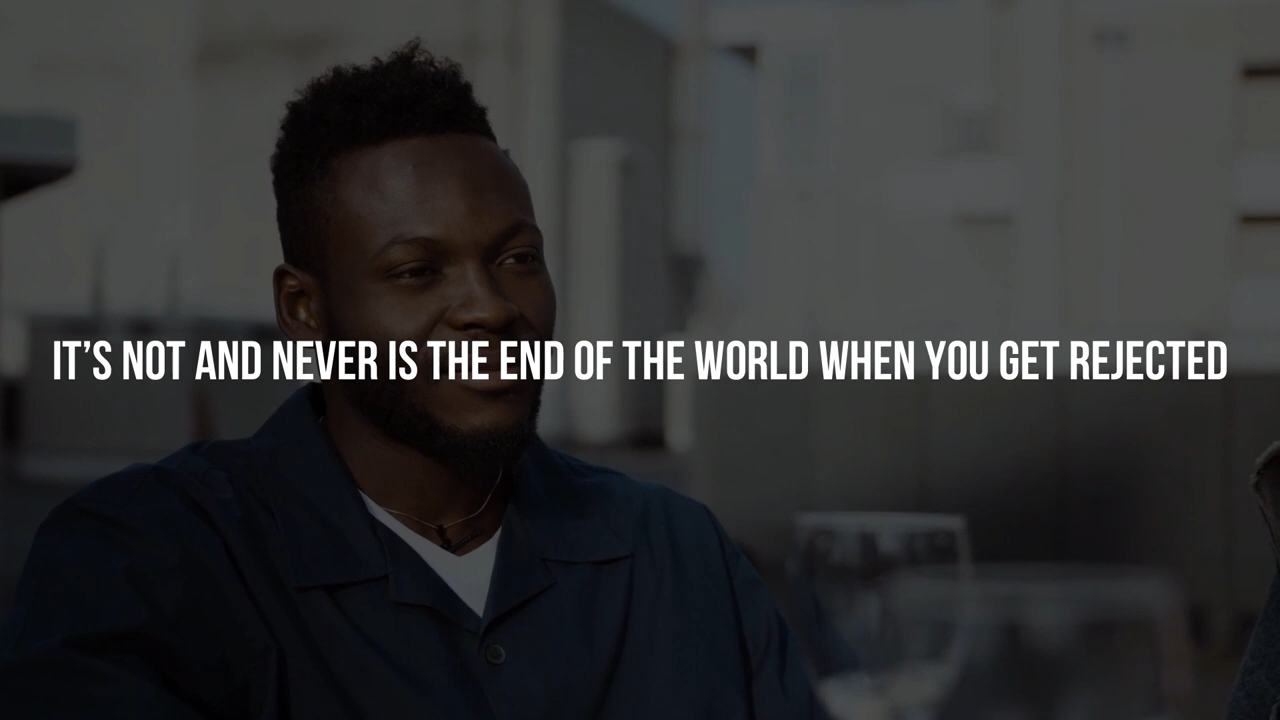 IT’S NOT AND NEVER IS THE END OF THE WORLD WHEN YOU GET REJECTED